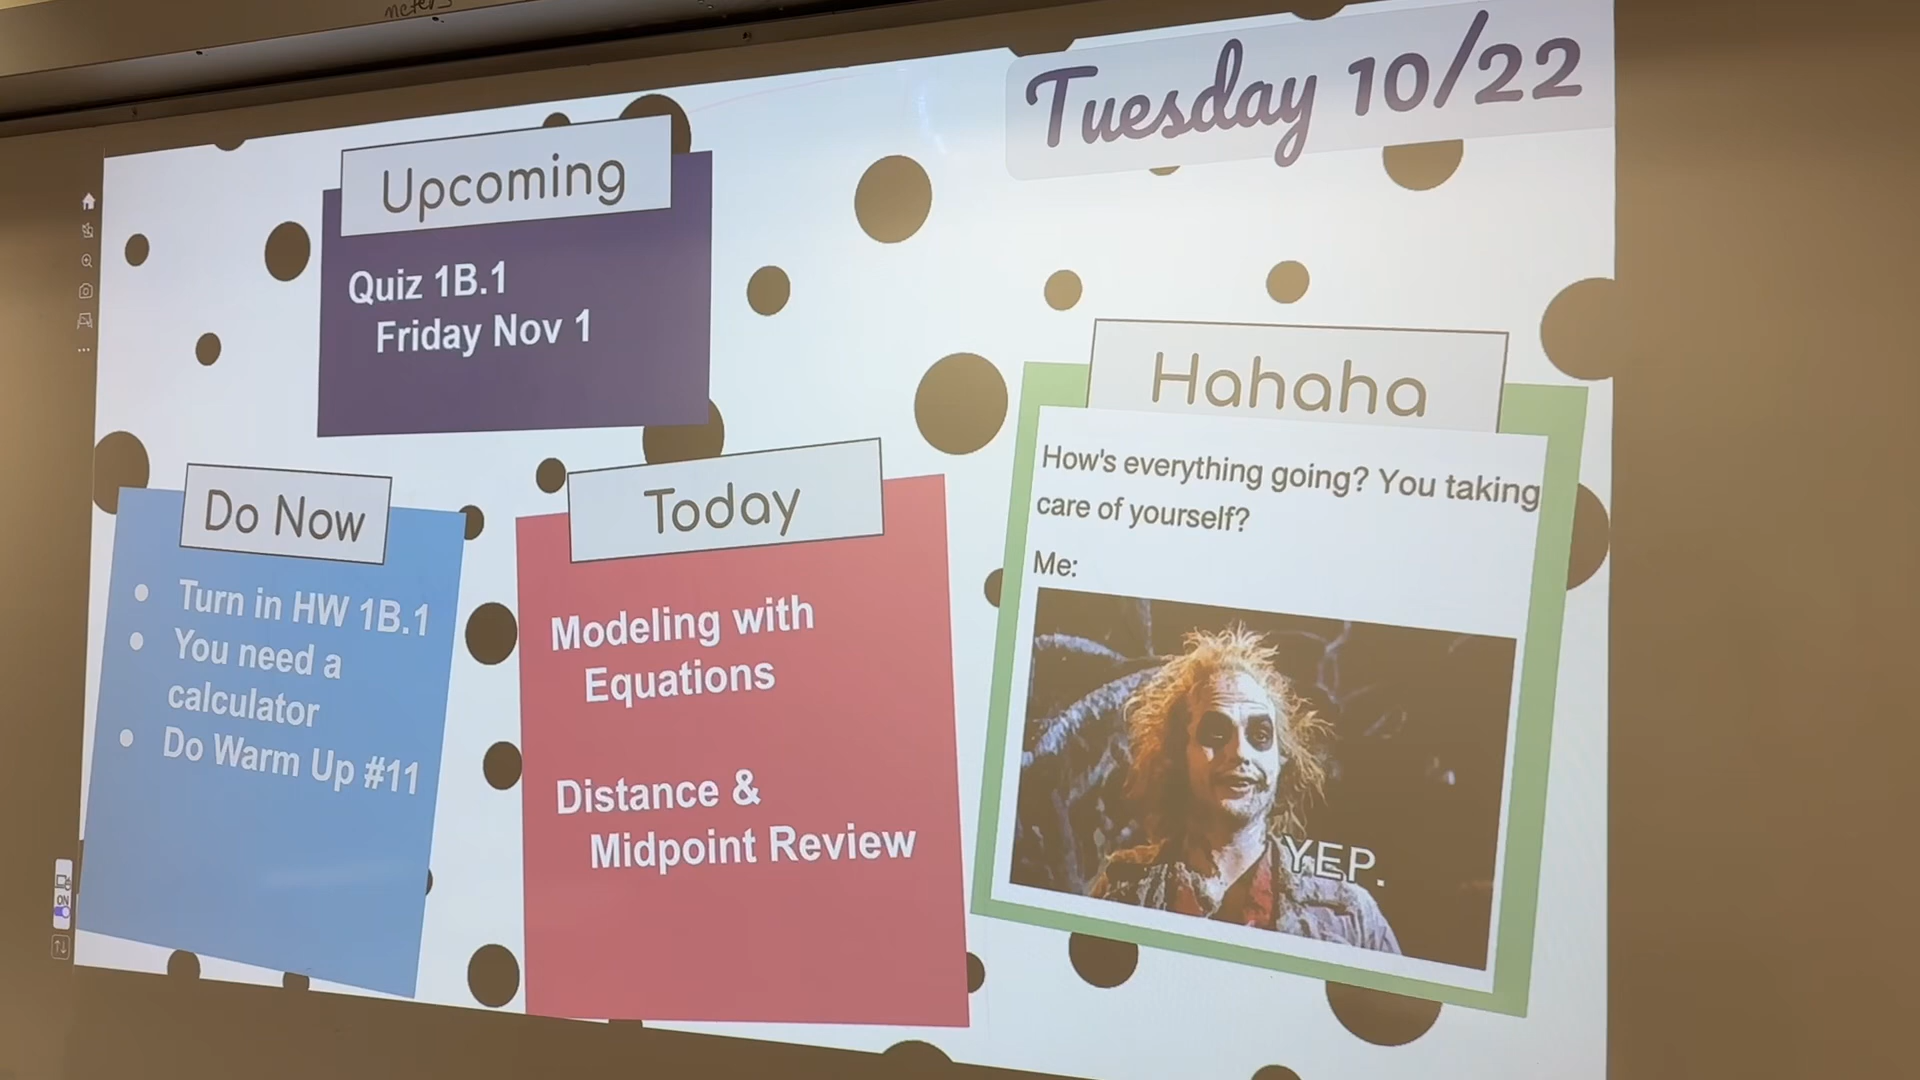 meters
Tuesday 10/22
Upcoming
Quiz 1B.1
Friday Nov 1
Do Now
Turn in HW 1B.1
You need a
calculator
Do Warm Up #11
Today
Modeling with
Equations
Distance &
Midpoint Review
Hahaha
How's everything going? You taking
care of yourself?
Me:
YEP.
ON